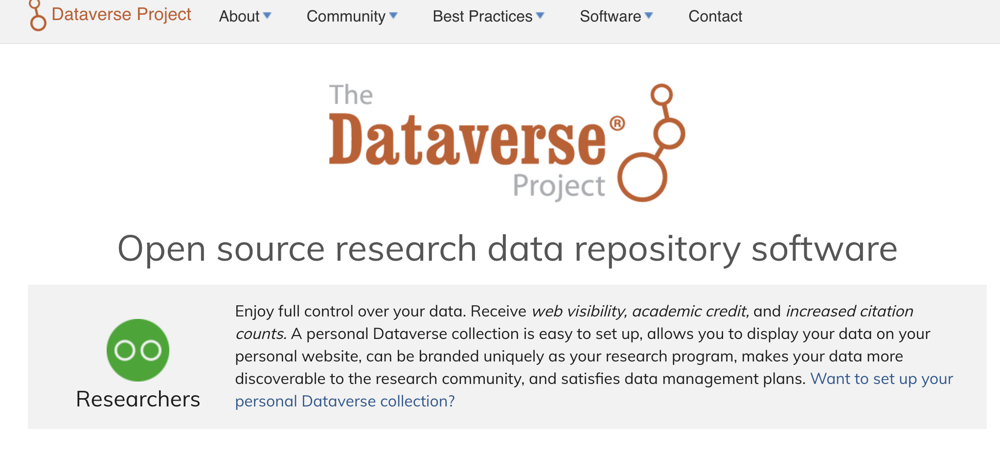 Dataverse Project
About
Community
Best Practices
Software
Contact
The
Dataverse®
Project
Open source research data repository software
Enjoy full control over your data. Receive web visibility, academic credit, and increased citation
counts. A personal Dataverse collection is easy to set up, allows you to display your data on your
personal website, can be branded uniquely as your research program, makes your data more
discoverable to the research community, and satisfies data management plans. Want to set up your
personal Dataverse collection?
Researchers